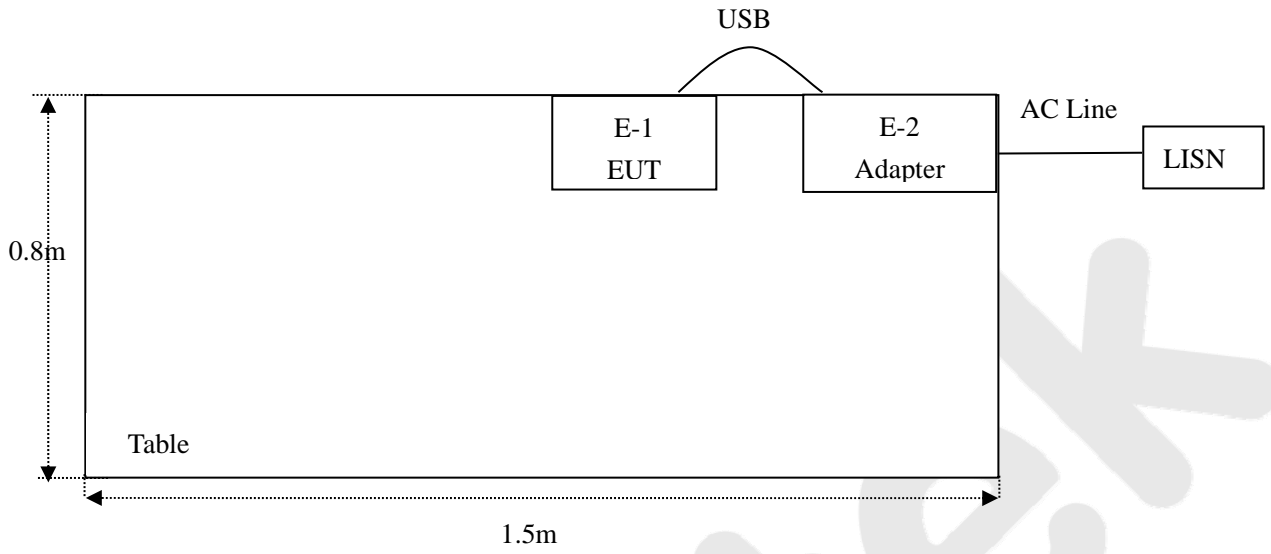 USB
E-1
EUT
E-2
Adapter
AC Line
LISN
0.8m
Table
1.5m